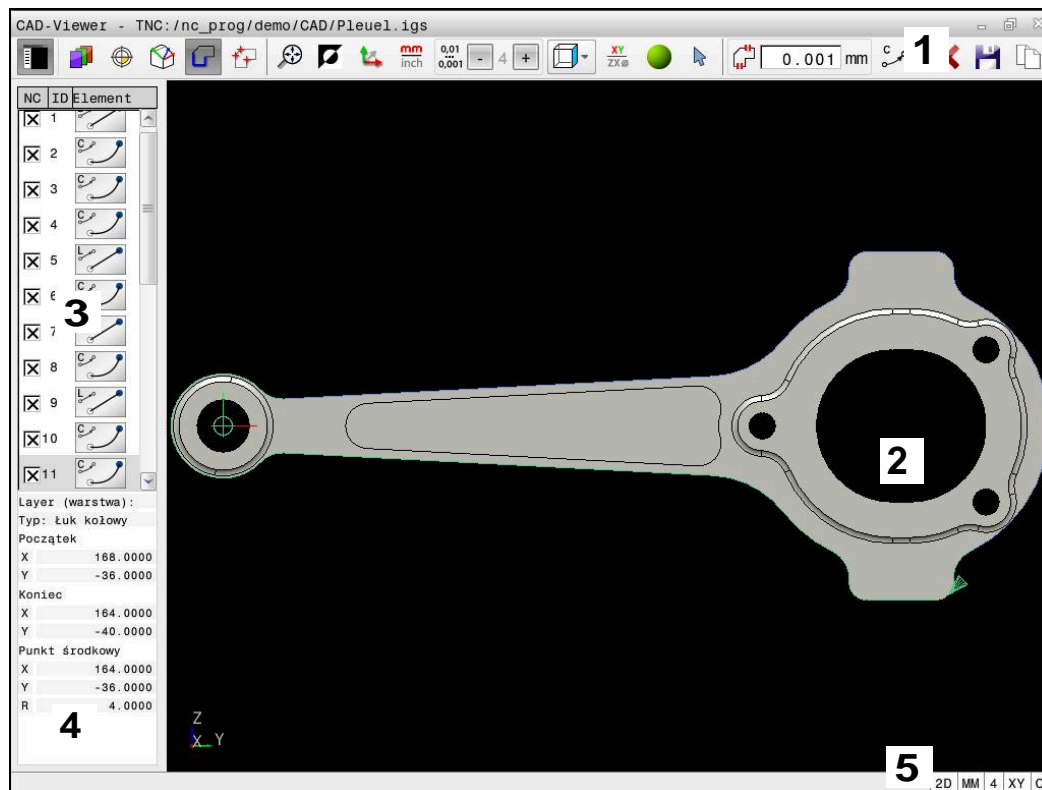 CAD-Viewer - TNC:/nc_prog/demo/CAD/Pleuel.igs
mm
inch
0,01
0,001
- 4 +
XY
ZX
0.001 mm
C
1
NC ID Element
1
2 C
3 C
4 C
5 L
6 C
7
8 C
9 L
10 C
11 C
3
2
Layer (warstwa):
Typ: Łuk kołowy
Początek
X 168.0000
Y -36.0000
Koniec
X 164.0000
Y -40.0000
Punkt środkowy
X 164.0000
Y -36.0000
R 4.0000
4
Z
X Y
5
2D MM 4 XY